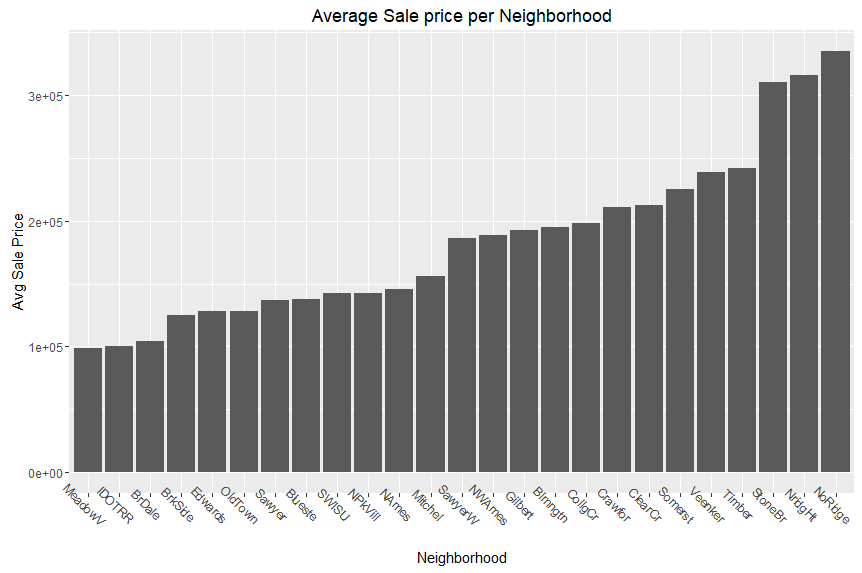 Average Sale price per Neighborhood
Avg Sale Price
3e+05
2e+05
1e+05
0e+00
MeadowV
IDOTRR
BrDale
BrkSide
Edwards
OldTown
Sawyer
Blueste
SWISU
NPkVill
NAmes
Mitchel
SawyerW
NWAmes
Gilbert
Blmngtn
CollgCr
Crawfor
ClearCr
Somerst
Veenker
Timber
StoneBr
NridgHt
NoRidge
Neighborhood